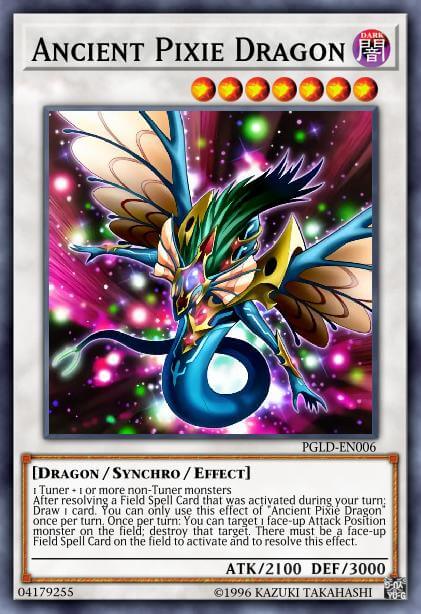 ANCIENT PIXIE DRAGON
DARK
闇
PGLD-EN006
[DRAGON / SYNCHRO / EFFECT]
1 Tuner + 1 or more non-Tuner monsters
After resolving a Field Spell Card that was activated during your turn:
Draw 1 card. You can only use this effect of "Ancient Pixie Dragon"
once per turn. Once per turn: You can target 1 face-up Attack Position
monster on the field; destroy that target. There must be a face-up
Field Spell Card on the field to activate and to resolve this effect.
ATK/2100 DEF/3000
04179255
©1996 KAZUKI TAKAHASHI